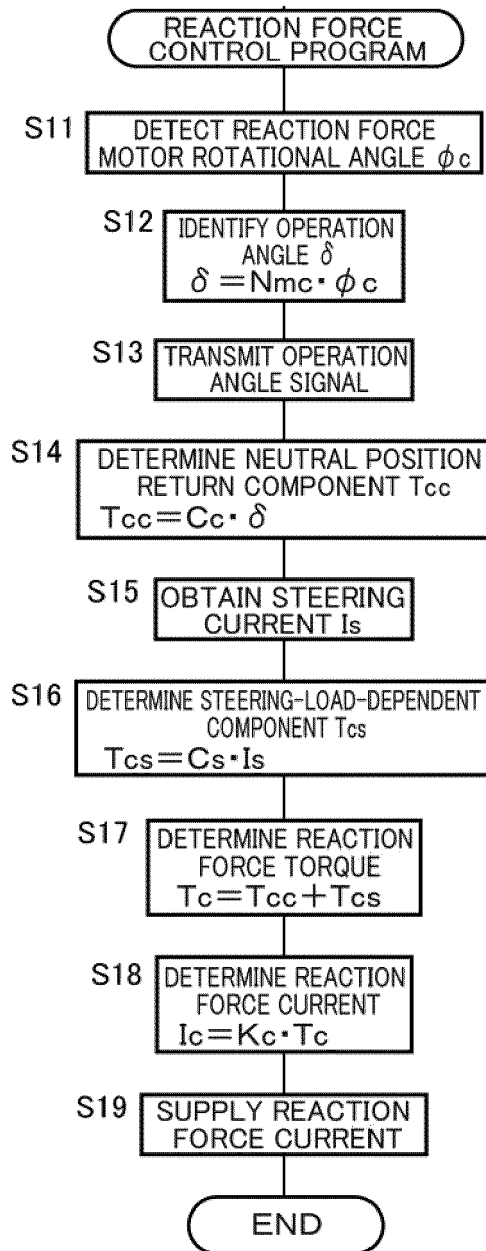 REACTION FORCE
CONTROL PROGRAM
S11
DETECT REACTION FORCE
MOTOR ROTATIONAL ANGLE φc
S12
IDENTIFY OPERATION
ANGLE δ
δ=Nmc・φc
S13
TRANSMIT OPERATION
ANGLE SIGNAL
S14
DETERMINE NEUTRAL POSITION
RETURN COMPONENT Tcc
Tcc=Cc・δ
S15
OBTAIN STEERING
CURRENT Is
S16
DETERMINE STEERING-LOAD-DEPENDENT
COMPONENT Tcs
Tcs=Cs・Is
S17
DETERMINE REACTION
FORCE TORQUE
Tc=Tcc+Tcs
S18
DETERMINE REACTION
FORCE CURRENT
Ic=Kc・Tc
S19
SUPPLY REACTION
FORCE CURRENT
END